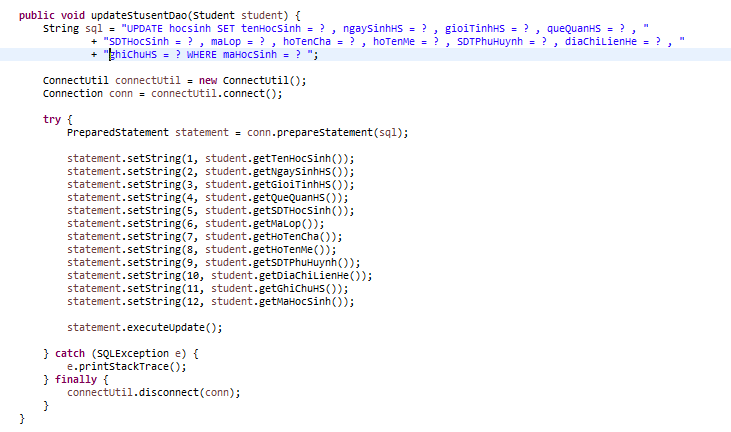 public void updateStusentDao(Student student) {
String sql = "UPDATE hocsinh SET tenHocSinh = ? , ngaySinhHS = ? , gioiTinhHS = ? , queQuanHS = ? , "
+ "SDTHocSinh = ? , maLop = ? , hoTenCha = ? , hoTenMe = ? , SDTPhuHuynh = ? , diaChiLienHe = ? , "
+ "ghiChuHS = ? WHERE maHocSinh = ? ";
ConnectUtil connectUtil = new ConnectUtil();
Connection conn = connectUtil.connect();
try {
PreparedStatement statement = conn.prepareStatement(sql);
statement.setString(1, student.getTenHocSinh());
statement.setString(2, student.getNgaySinhHS());
statement.setString(3, student.getGioiTinhHS());
statement.setString(4, student.getQueQuanHS());
statement.setString(5, student.getSDTHocSinh());
statement.setString(6, student.getMaLop());
statement.setString(7, student.getHoTenCha());
statement.setString(8, student.getHoTenMe());
statement.setString(9, student.getSDTPhuHuynh());
statement.setString(10, student.getDiaChiLienHe());
statement.setString(11, student.getGhiChuHS());
statement.setString(12, student.getMaHocSinh());
statement.executeUpdate();
} catch (SQLException e) {
e.printStackTrace();
} finally {
connectUtil.disconnect(conn);
}
}